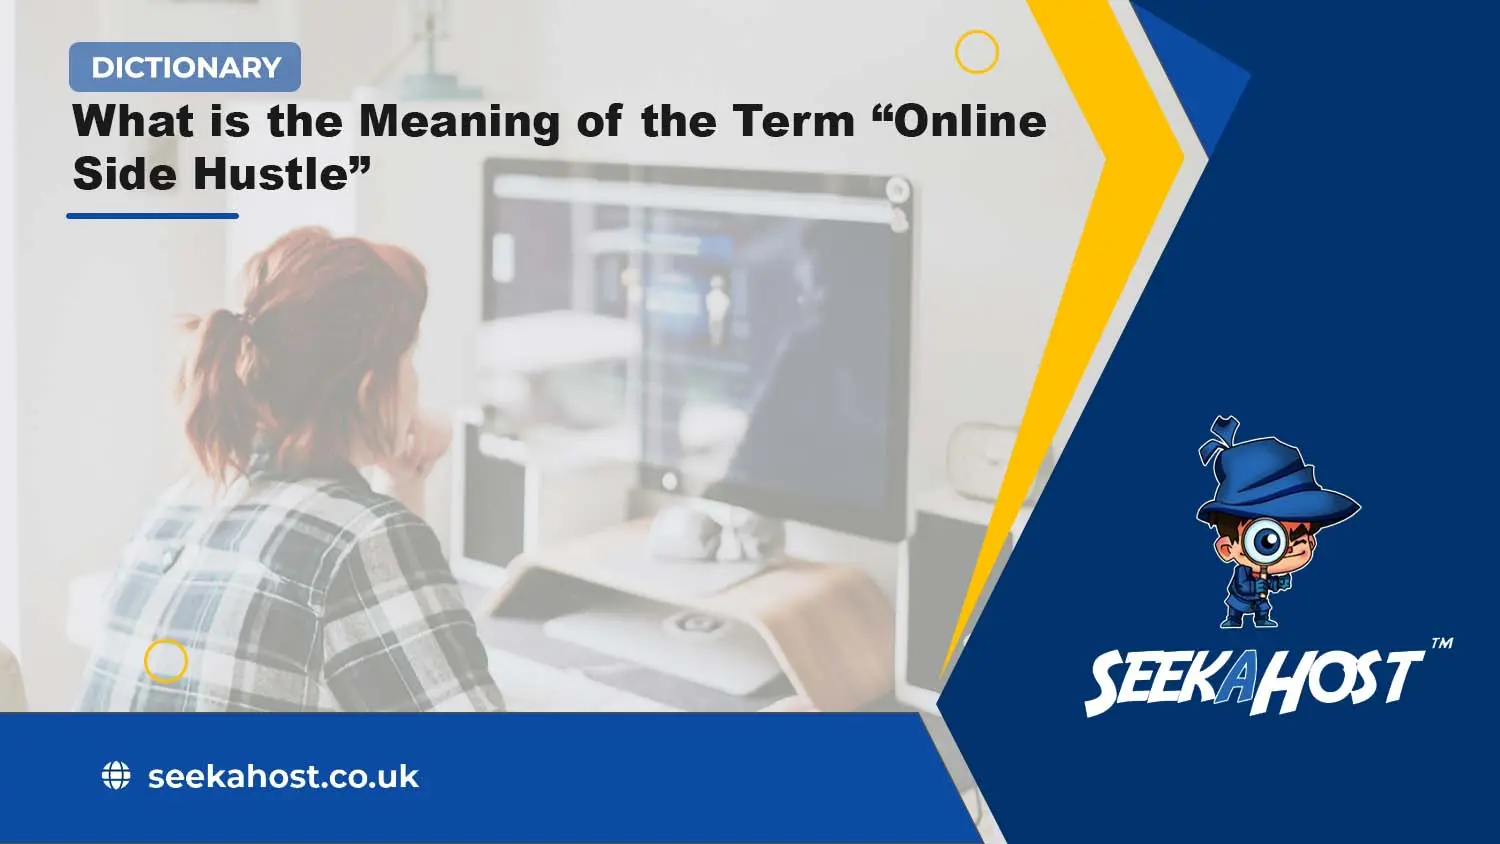 DICTIONARY
What is the Meaning of the Term “Online
Side Hustle”
SEEKAHOST™
seekahost.co.uk